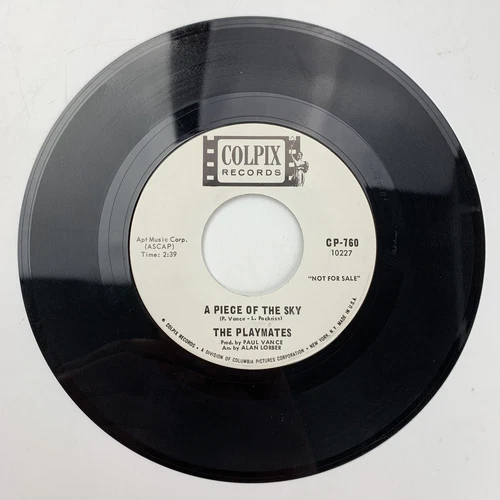 COLPIX
RECORDS
Apt Music Corp.
(ASCAP)
Time: 2:39
CP-760
10227
"NOT FOR SALE"
A PIECE OF THE SKY
(P. Vance - L. Pockriss)
THE PLAYMATES
Prod. by PAUL VANCE
Arr. by ALAN LORBER
• COLPIX RECORDS • A DIVISION OF COLUMBIA PICTURES CORPORATION • NEW YORK, N.Y. MADE IN U.S.A.